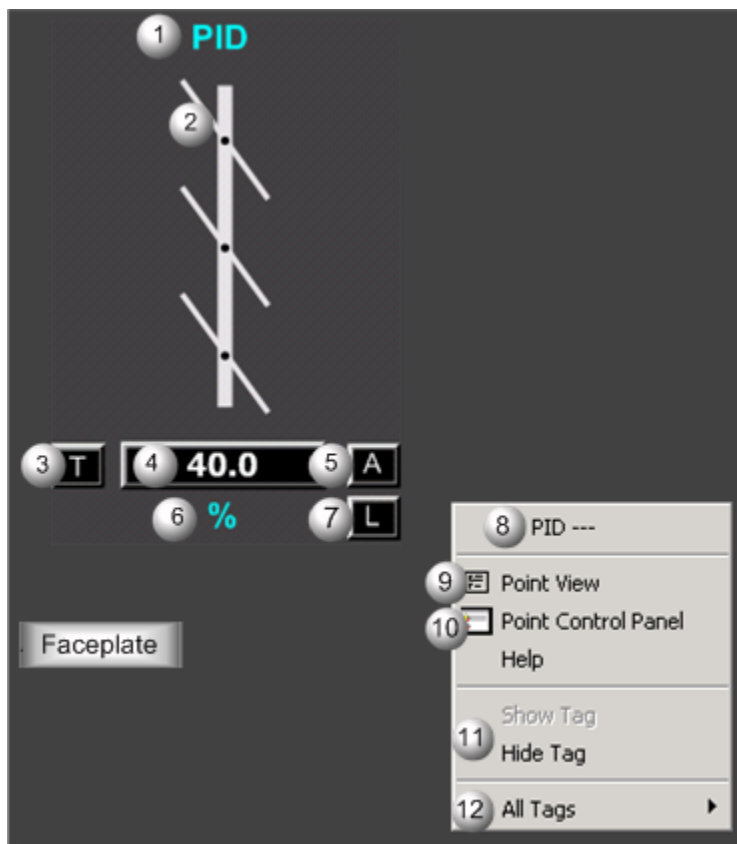 1 PID
2
3 T 4 40.0 5 A
6 % 7 L
8 PID ---
9 Point View
10 Point Control Panel
Help
Show Tag
11
Hide Tag
12 All Tags
Faceplate